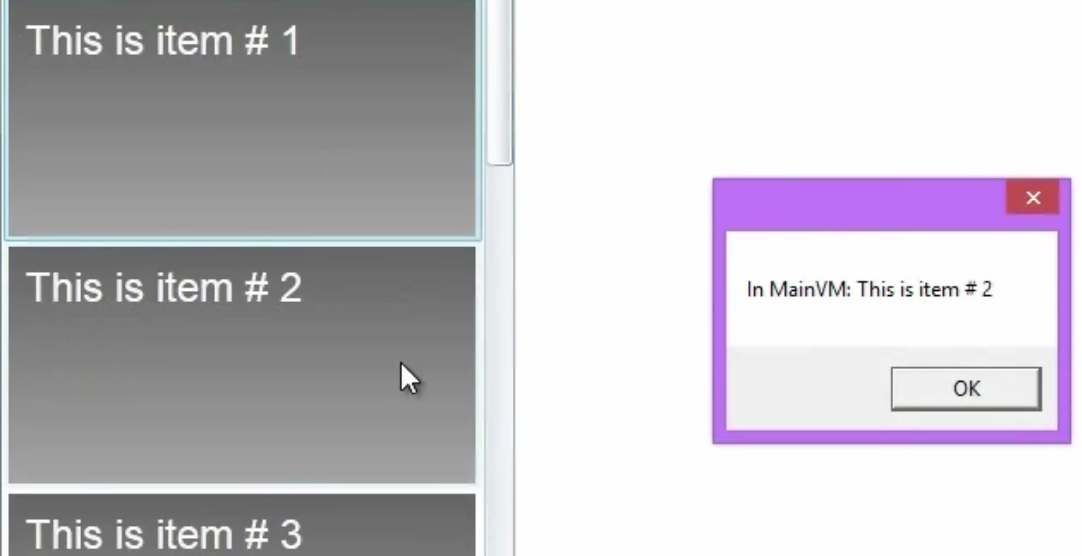 This is item # 1
This is item # 2
This is item # 3
In MainVM: This is item # 2
OK